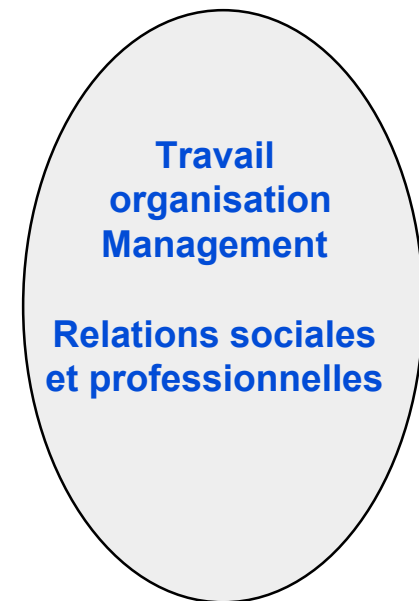 Travail
organisation
Management
Relations sociales
et professionnelles